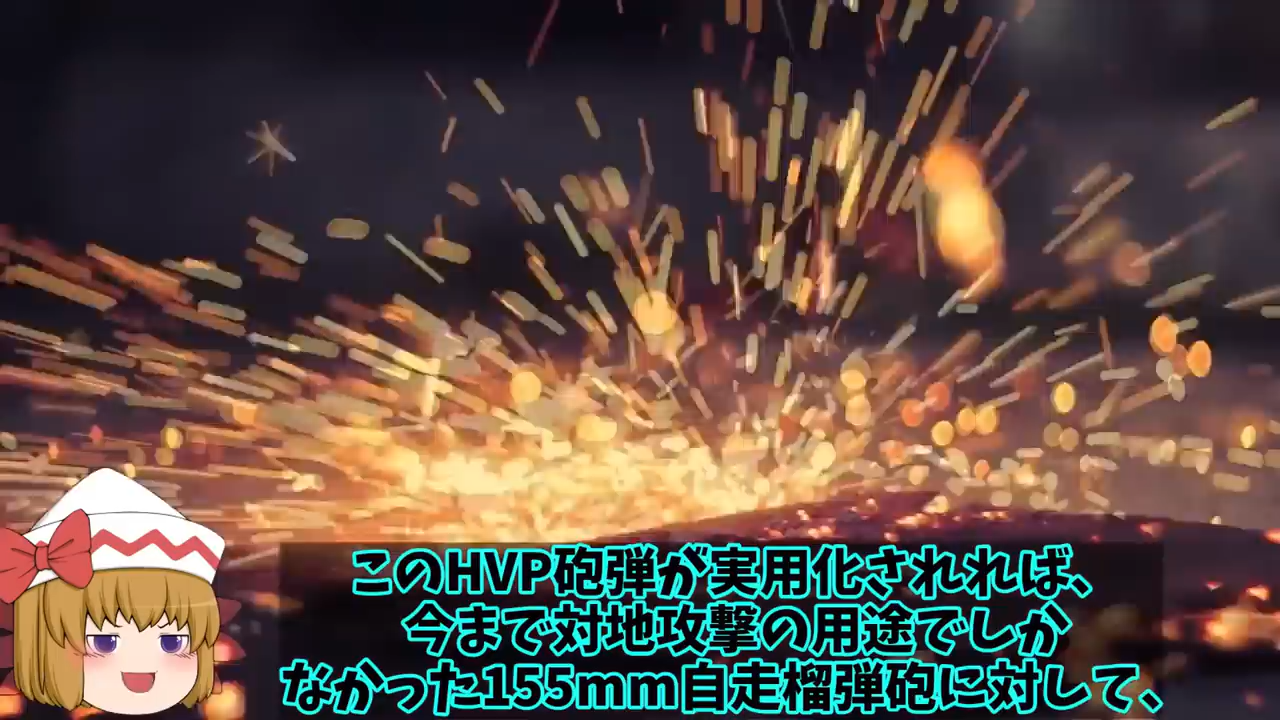 このHVP砲弾が実用化されれば、
今まで対地攻撃の用途でしか
なかった155mm自走榴弾砲に対して、